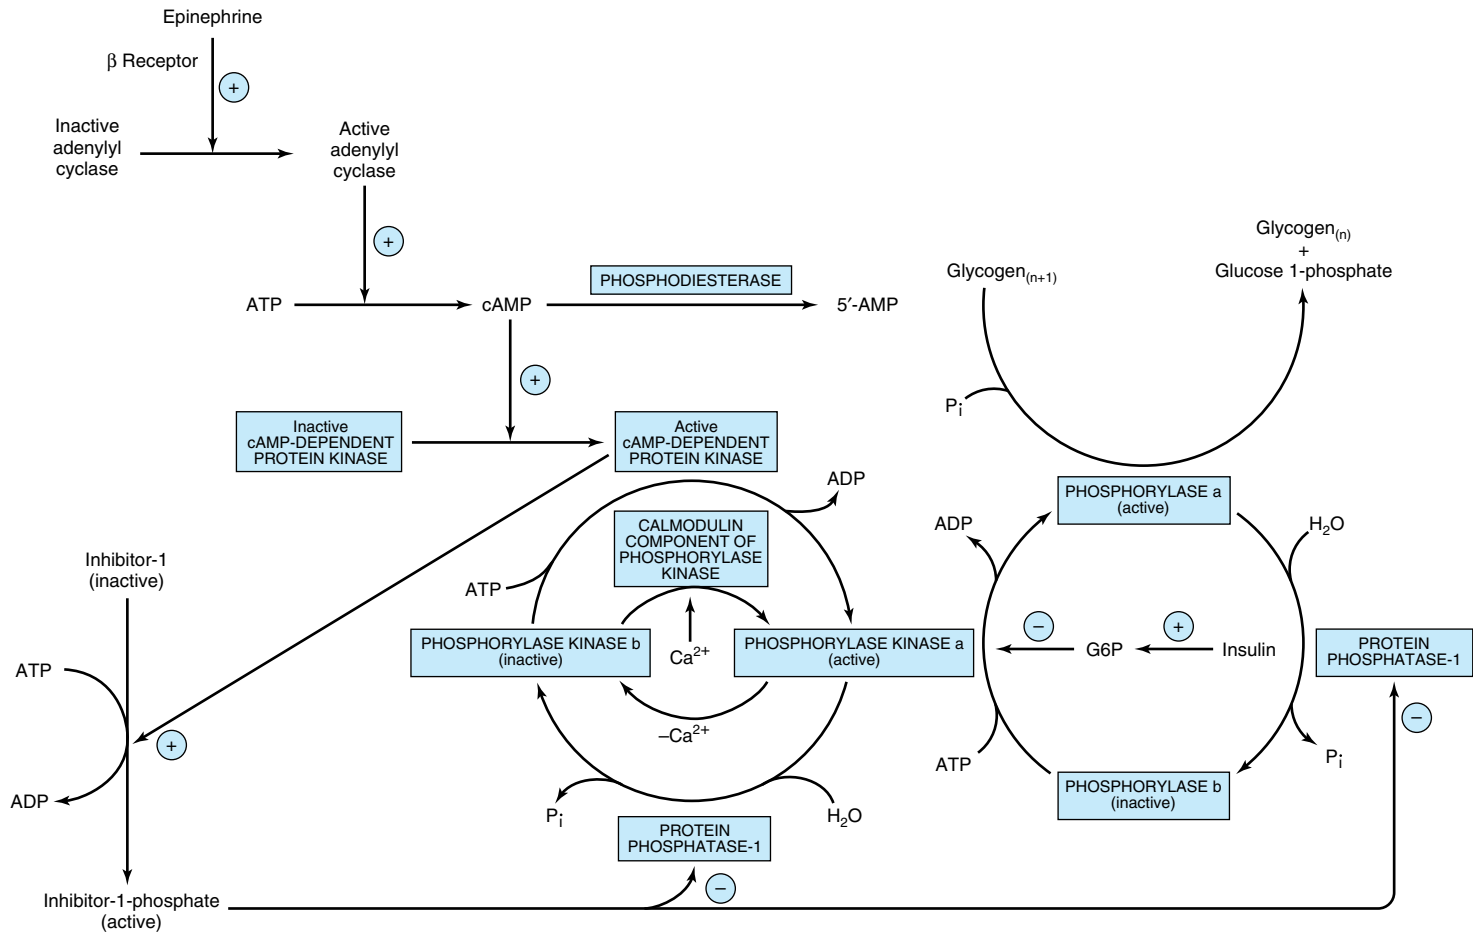 Epinephrine
β Receptor
+
Inactive
adenylyl
cyclase
Active
adenylyl
cyclase
+
ATP
cAMP
PHOSPHODIESTERASE
5′-AMP
+
Inactive
cAMP-DEPENDENT
PROTEIN KINASE
Active
cAMP-DEPENDENT
PROTEIN KINASE
Glycogen(n+1)
Glycogen(n)
+
Glucose 1-phosphate
Pi
PHOSPHORYLASE a
(active)
ADP
H2O
ADP
CALMODULIN
COMPONENT OF
PHOSPHORYLASE
KINASE
ATP
PHOSPHORYLASE KINASE b
(inactive)
Ca2+
PHOSPHORYLASE KINASE a
(active)
–Ca2+
Pi
H2O
PROTEIN
PHOSPHATASE-1
–
–
G6P
+
Insulin
PROTEIN
PHOSPHATASE-1
–
ATP
Pi
PHOSPHORYLASE b
(inactive)
Inhibitor-1
(inactive)
ATP
+
ADP
Inhibitor-1-phosphate
(active)